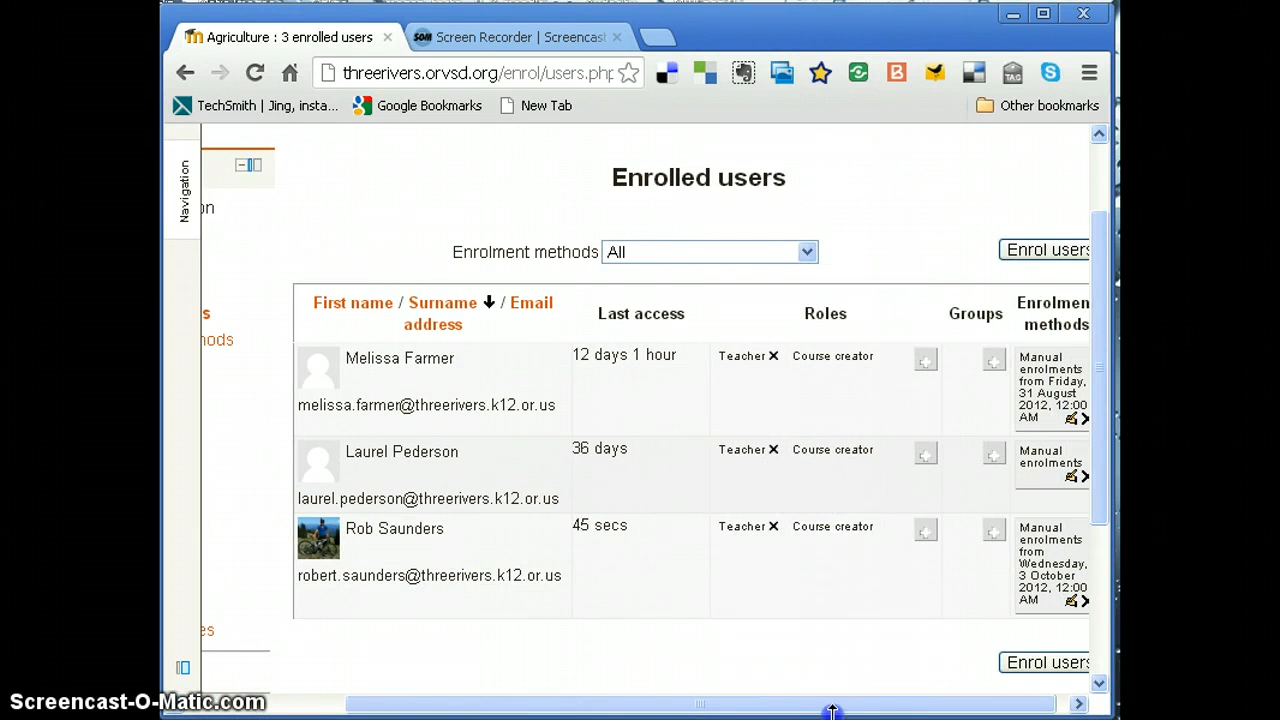 Agriculture : 3 enrolled users
Screen Recorder | Screencast
threerivers.orvsd.org/enrol/users.php
TAG
TechSmith | Jing, insta...
Google Bookmarks
New Tab
Other bookmarks
Navigation
on
Enrolled users
Enrolment methods All
Enrol users
First name / Surname / Email
address
Last access
Roles
Groups
Enrolmen
methods
s
nods
Melissa Farmer
melissa.farmer@threerivers.k12.or.us
12 days 1 hour
Teacher
Course creator
Manual
enrolments
from Friday,
31 August
2012, 12:00
AM
Laurel Pederson
laurel.pederson@threerivers.k12.or.us
36 days
Teacher
Course creator
Manual
enrolments
Rob Saunders
robert.saunders@threerivers.k12.or.us
45 secs
Teacher
Course creator
Manual
enrolments
from
Wednesday,
3 October
2012, 12:00
AM
es
Enrol users
Screencast-O-Matic.com